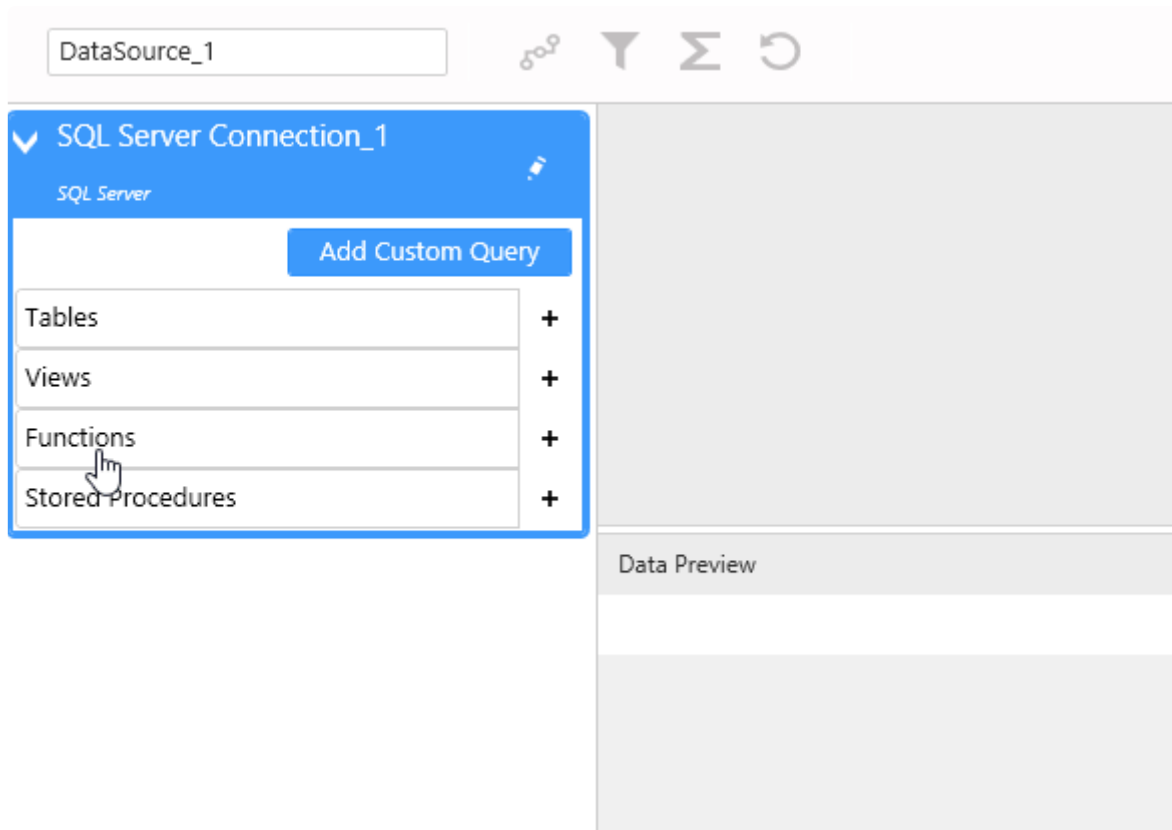 DataSource_1
SQL Server Connection_1
SQL Server
Add Custom Query
Tables
Views
Functions
Stored Procedures
Data Preview